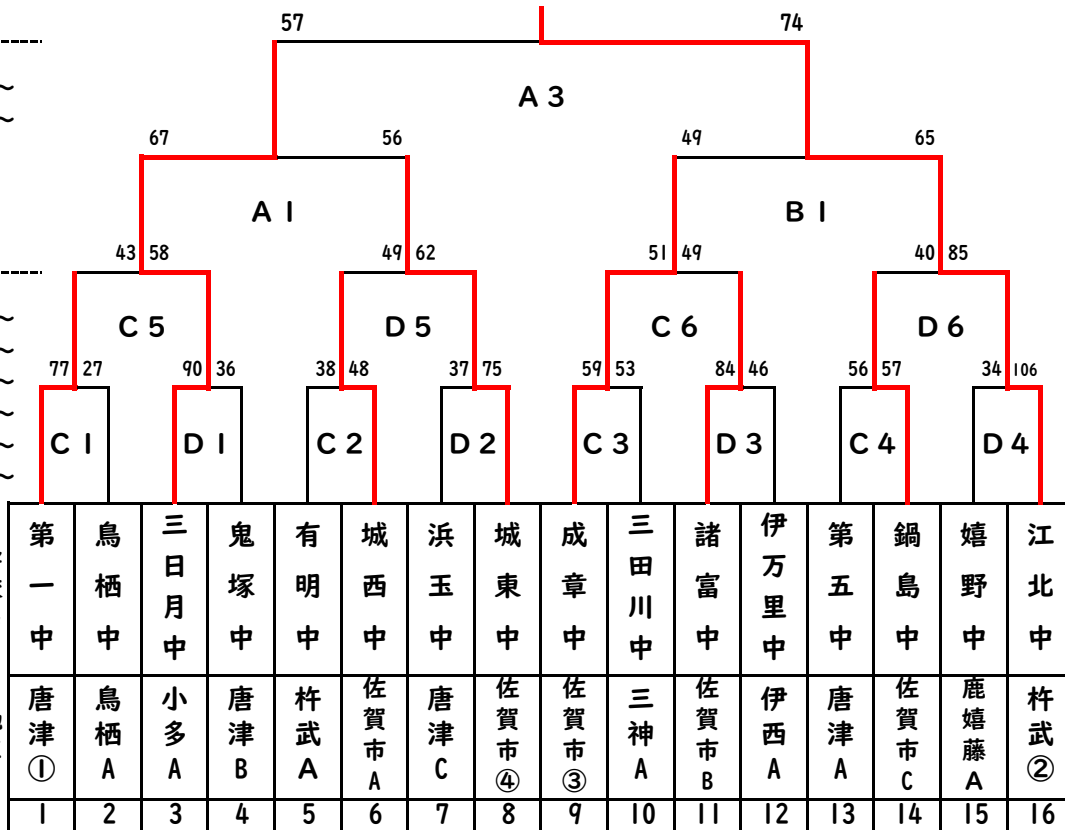 57 74
A3
67 56 49 65
A1 B1
43 58 49 62 51 49 40 85
C5 D5 C6 D6
77 27 90 36 38 48 37 75 59 53 84 46 56 57 34 106
C1 D1 C2 D2 C3 D3 C4 D4
第一中 鳥栖中 三日月中 鬼塚中 有明中 城西中 浜玉中 城東中 成章中 三田川中 諸富中 伊万里中 第五中 鍋島中 嬉野中 江北中
唐津① 鳥栖A 小多A 唐津B 杵武A 佐賀市A 唐津C 佐賀市④ 佐賀市③ 三神A 佐賀市B 伊西A 唐津A 佐賀市C 鹿嬉藤A 杵武②
1 2 3 4 5 6 7 8 9 10 11 12 13 14 15 16